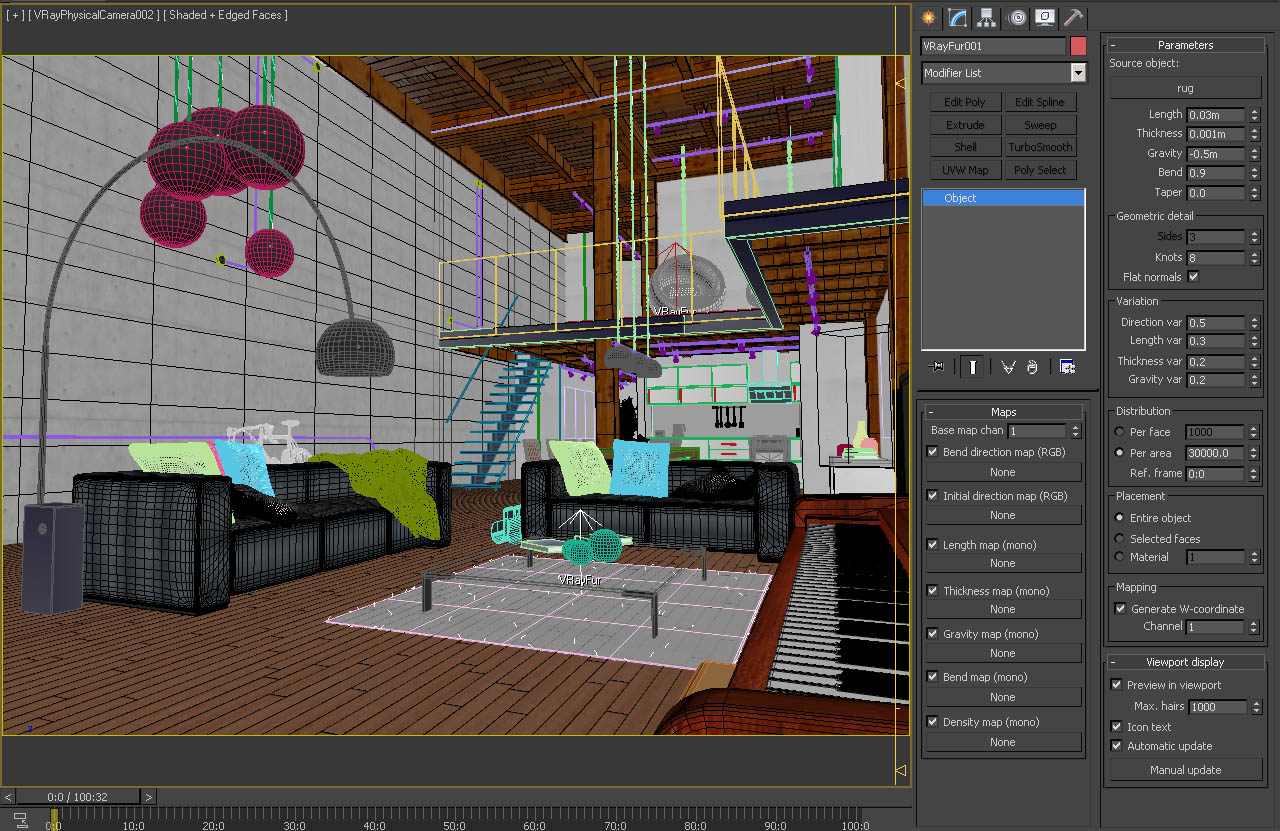 [ + ] [ VRayPhysicalCamera002 ] [ Shaded + Edged Faces ]
VRayFur
VRayFur
z
< 0:0 / 100:32 >
0:0 10:0 20:0 30:0 40:0 50:0 60:0 70:0 80:0 90:0 100:0
VRayFur001
Modifier List
Edit Poly Edit Spline
Extrude Sweep
Shell TurboSmooth
UVW Map Poly Select
Object
- Maps
Base map chan 1
Bend direction map (RGB)
None
Initial direction map (RGB)
None
Length map (mono)
None
Thickness map (mono)
None
Gravity map (mono)
None
Bend map (mono)
None
Density map (mono)
None
- Parameters
Source object:
rug
Length 0.03m
Thickness 0.001m
Gravity -0.5m
Bend 0.9
Taper 0.0
Geometric detail
Sides 3
Knots 8
Flat normals
Variation
Direction var 0.5
Length var 0.3
Thickness var 0.2
Gravity var 0.2
Distribution
Per face 1000
Per area 30000.0
Ref. frame 0:0
Placement
Entire object
Selected faces
Material 1
Mapping
Generate W-coordinate
Channel 1
- Viewport display
Preview in viewport
Max. hairs 1000
Icon text
Automatic update
Manual update